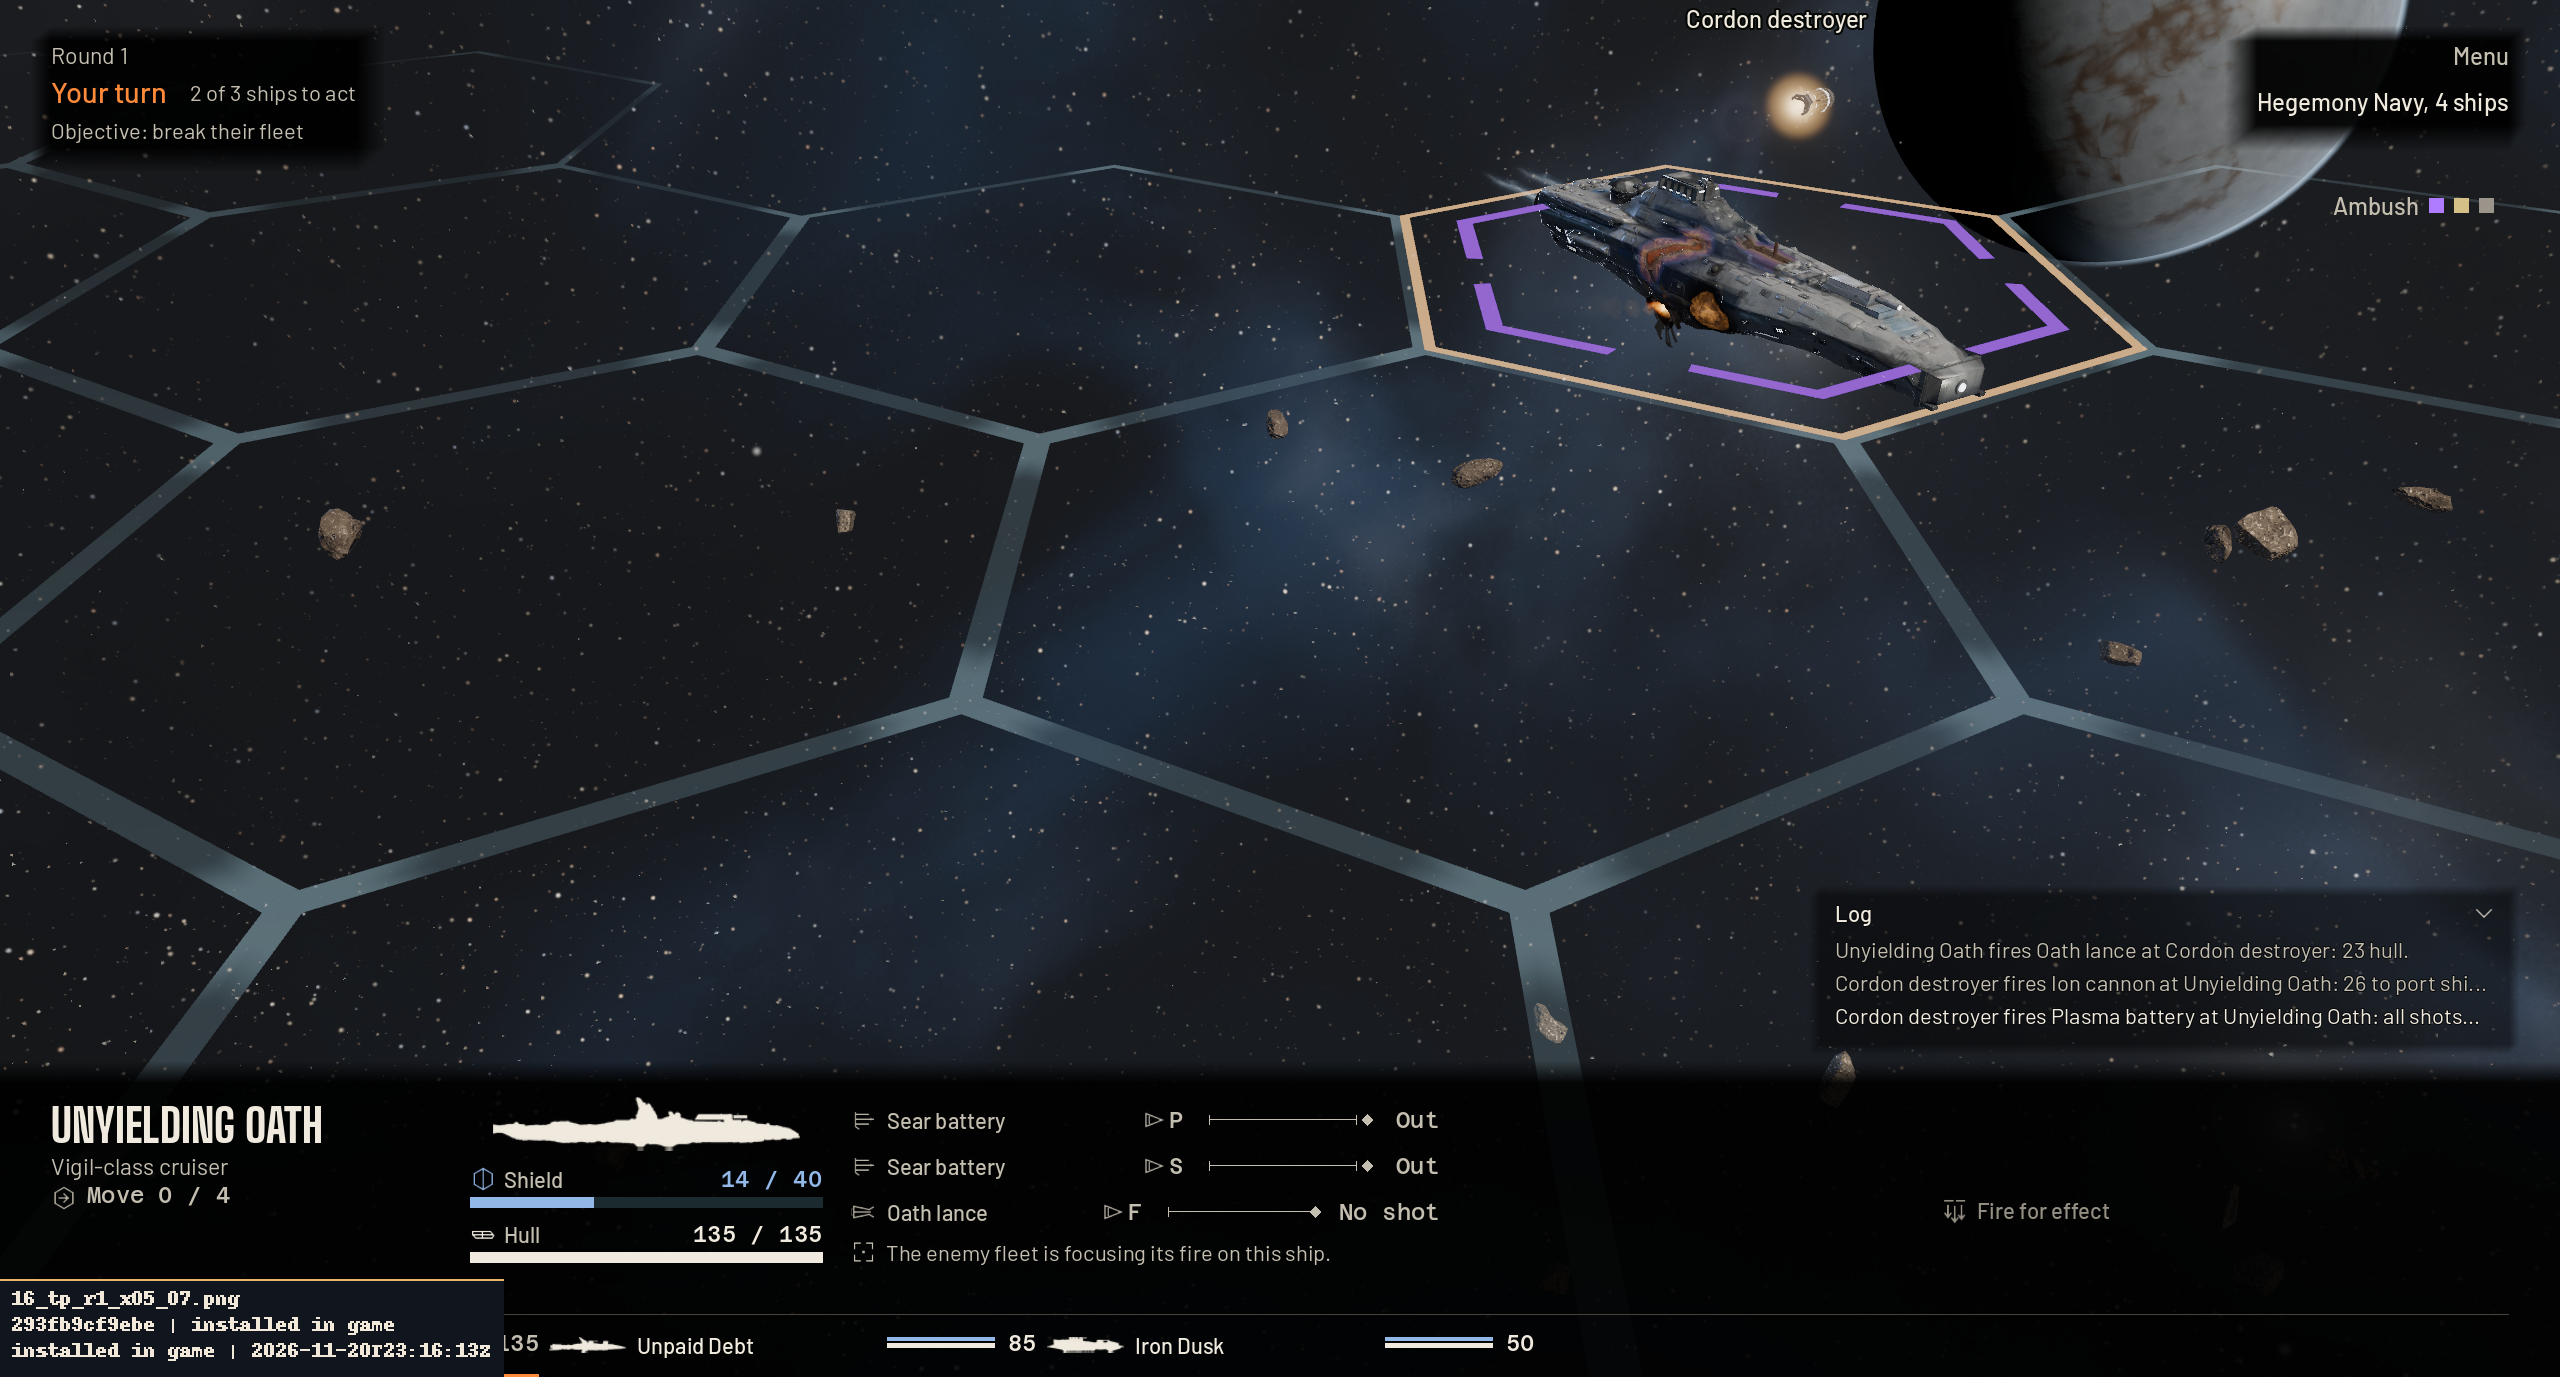 Cordon destroyer
Round 1
Your turn 2 of 3 ships to act
Objective: break their fleet
Menu
Hegemony Navy, 4 ships
Ambush
Log
Unyielding Oath fires Oath lance at Cordon destroyer: 23 hull.
Cordon destroyer fires Ion cannon at Unyielding Oath: 26 to port shi...
Cordon destroyer fires Plasma battery at Unyielding Oath: all shots...
UNYIELDING OATH
Vigil-class cruiser
Move 0 / 4
Shield 14 / 40
Hull 135 / 135
Sear battery P Out
Sear battery S Out
Oath lance F No shot
The enemy fleet is focusing its fire on this ship.
Fire for effect
16_tp_r1_x05_07.png
293fb9cf9ebe | installed in game
installed in game | 2026-11-20T23:16:13Z
135 Unpaid Debt 85 Iron Dusk 50